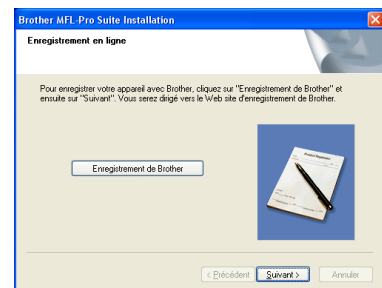 Brother MFL-Pro Suite Installation
Enregistrement en ligne
Pour enregistrer votre appareil avec Brother, cliquez sur "Enregistrement de Brother" et
ensuite sur "Suivant". Vous serez dirigé vers le Web site d'enregistrement de Brother.
Product Registration
Enregistrement de Brother
< Précédent Suivant > Annuler